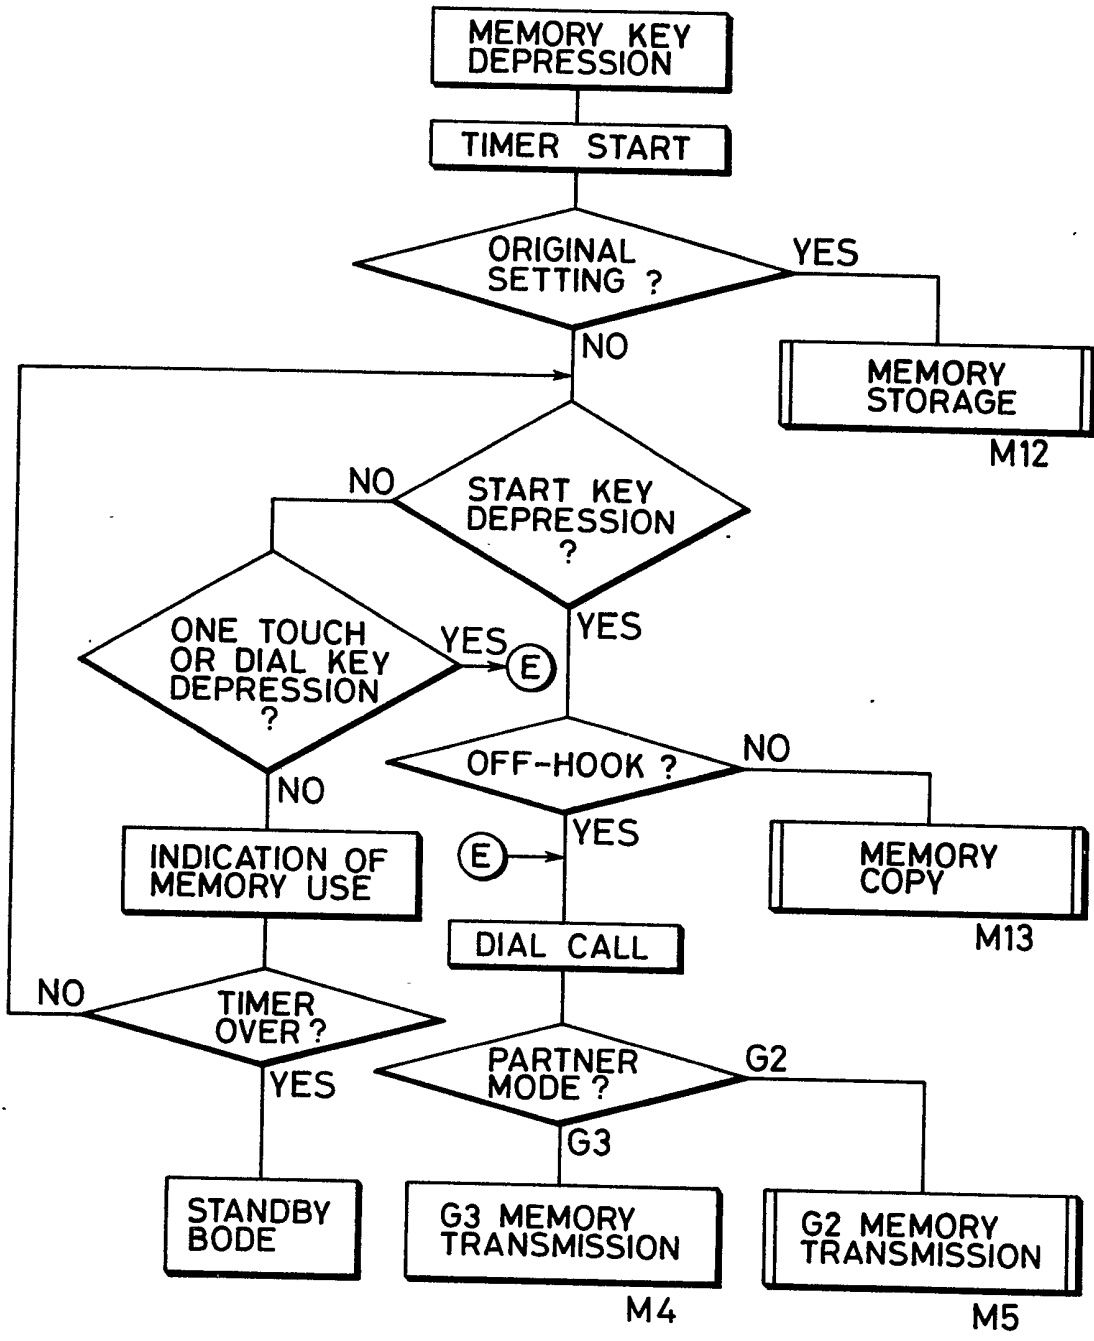 MEMORY KEY
DEPRESSION
TIMER START
ORIGINAL
SETTING ?
YES
NO
MEMORY
STORAGE
M12
NO
START KEY
DEPRESSION
?
YES
ONE TOUCH
OR DIAL KEY
DEPRESSION
?
YES
E
NO
OFF-HOOK ?
NO
YES
INDICATION OF
MEMORY USE
E
MEMORY
COPY
M13
DIAL CALL
NO
TIMER
OVER ?
YES
PARTNER
MODE ?
G2
G3
STANDBY
BODE
G3 MEMORY
TRANSMISSION
M4
G2 MEMORY
TRANSMISSION
M5